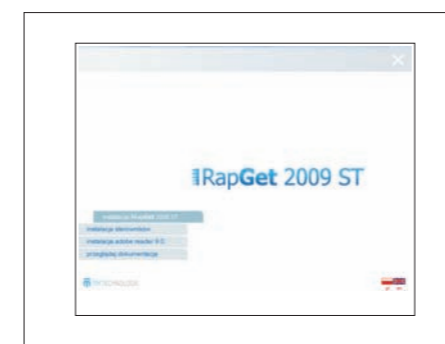 RapGet 2009 ST
instalacja RapGet 2009 ST
instalacja sterowników
instalacja adobe reader 9.0
przeglądaj dokumentację